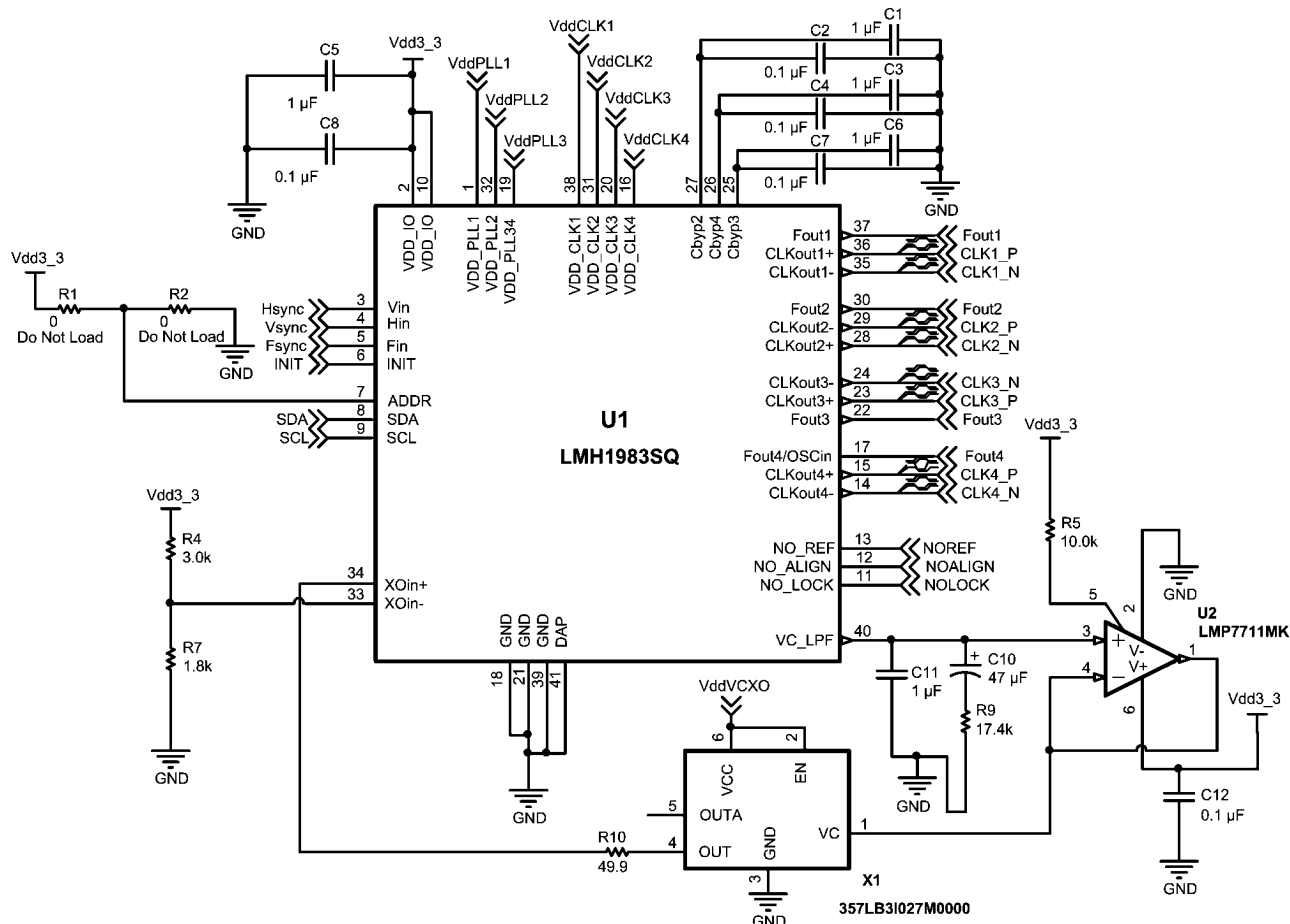 VddCLK1
C1
1 µF
C2
0.1 µF
C3
1 µF
C4
0.1 µF
C6
1 µF
C7
0.1 µF
GND
C5
1 µF
Vdd3_3
C8
0.1 µF
GND
VddPLL1
VddPLL2
VddPLL3
VddCLK2
VddCLK3
VddCLK4
2
10
1
32
19
38
31
20
16
27
26
25
VDD_IO
VDD_IO
VDD_PLL1
VDD_PLL2
VDD_PLL34
VDD_CLK1
VDD_CLK2
VDD_CLK3
VDD_CLK4
Cbyp2
Cbyp4
Cbyp3
Vdd3_3
R1
0
Do Not Load
R2
0
Do Not Load
GND
Hsync 3 Vin
Vsync 4 Hin
Fsync 5 Fin
INIT 6 INIT
7 ADDR
SDA 8 SDA
SCL 9 SCL
U1
LMH1983SQ
Fout1 37 Fout1
CLKout1+ 36 CLK1_P
CLKout1- 35 CLK1_N
Fout2 30 Fout2
CLKout2- 29 CLK2_P
CLKout2+ 28 CLK2_N
CLKout3- 24 CLK3_N
CLKout3+ 23 CLK3_P
Fout3 22 Fout3
Fout4/OSCin 17 Fout4
CLKout4+ 15 CLK4_P
CLKout4- 14 CLK4_N
NO_REF 13 NOREF
NO_ALIGN 12 NOALIGN
NO_LOCK 11 NOLOCK
VC_LPF 40
Vdd3_3
R4
3.0k
R7
1.8k
GND
34 XOin+
33 XOin-
GND
GND
GND
DAP
18
21
39
41
GND
Vdd3_3
R5
10.0k
GND
5
2
U2
LMP7711MK
3
+
V-
V+
–
1
4
6
Vdd3_3
C12
0.1 µF
GND
C11
1 µF
+
C10
47 µF
R9
17.4k
GND
VddVCXO
6
2
VCC
EN
5 OUTA
R10
49.9
4 OUT
GND
VC 1
3
GND
X1
357LB3I027M0000